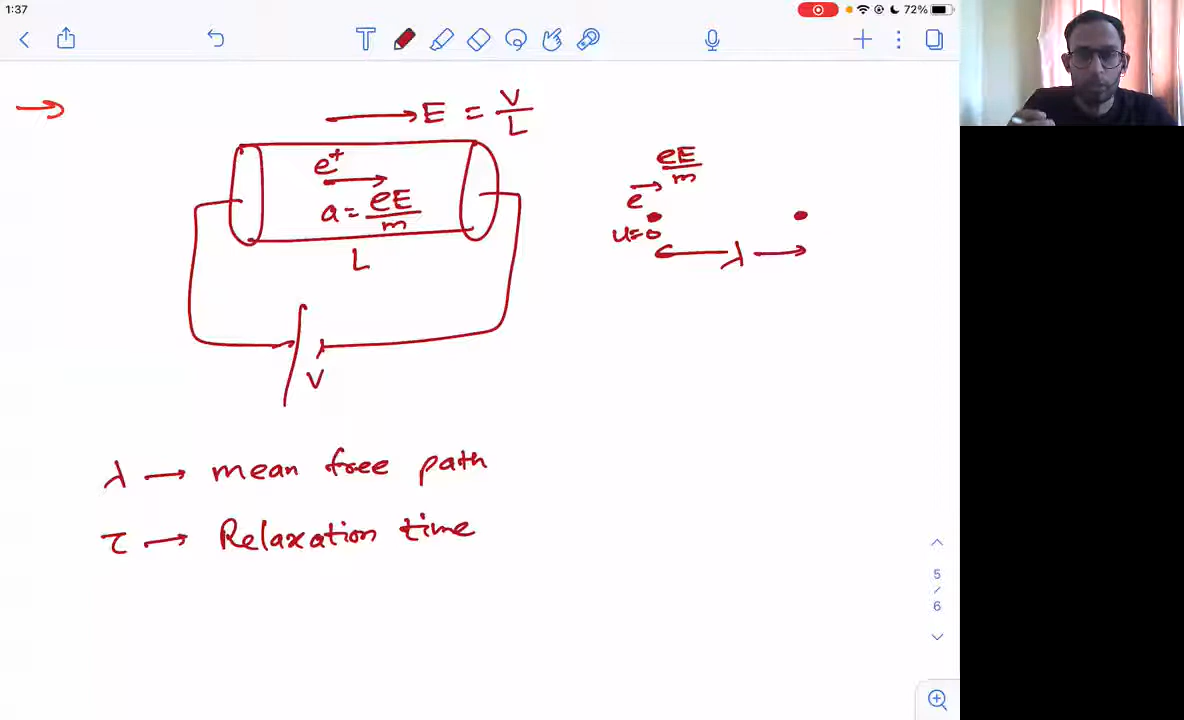 1:37
72%
T
→ E = V/L
e+
a = eE/m
L
V
eE/m
e
u=0
λ
λ → mean free path
τ → Relaxation time
5
/
6